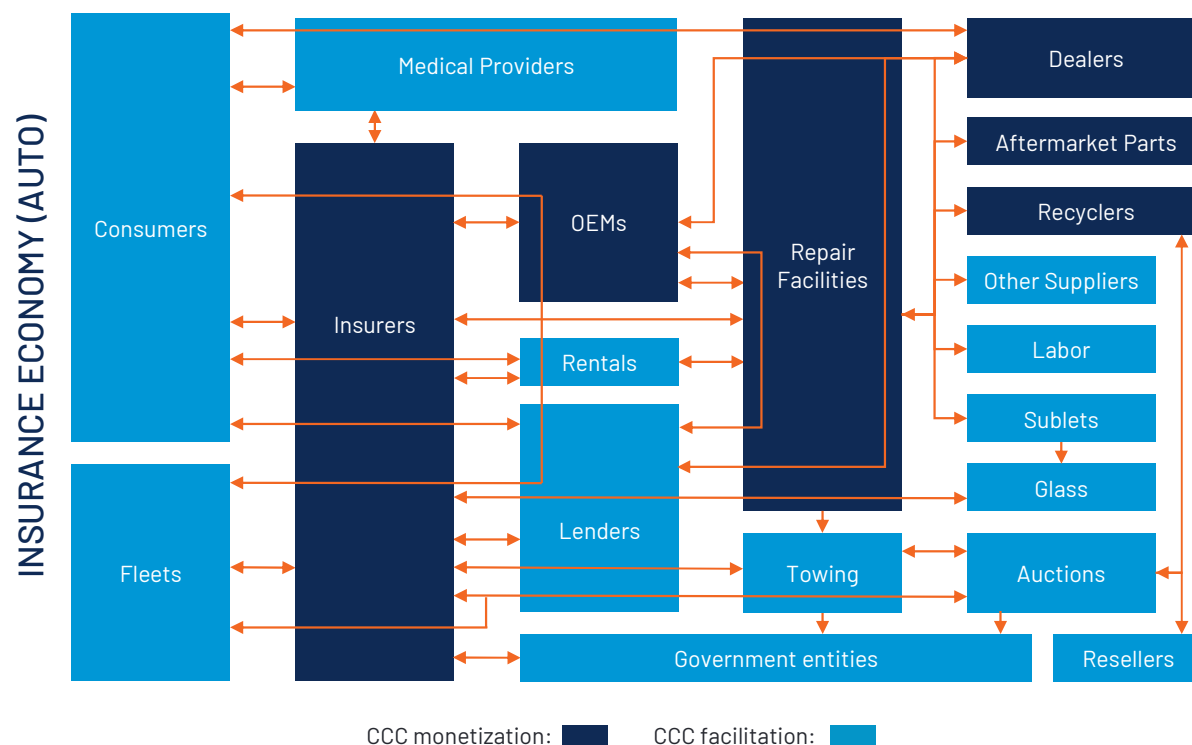 INSURANCE ECONOMY (AUTO)
Consumers
Medical Providers
Dealers
Aftermarket Parts
OEMs
Recyclers
Repair
Facilities
Other Suppliers
Insurers
Labor
Rentals
Sublets
Glass
Lenders
Fleets
Towing
Auctions
Government entities
Resellers
CCC monetization:
CCC facilitation: